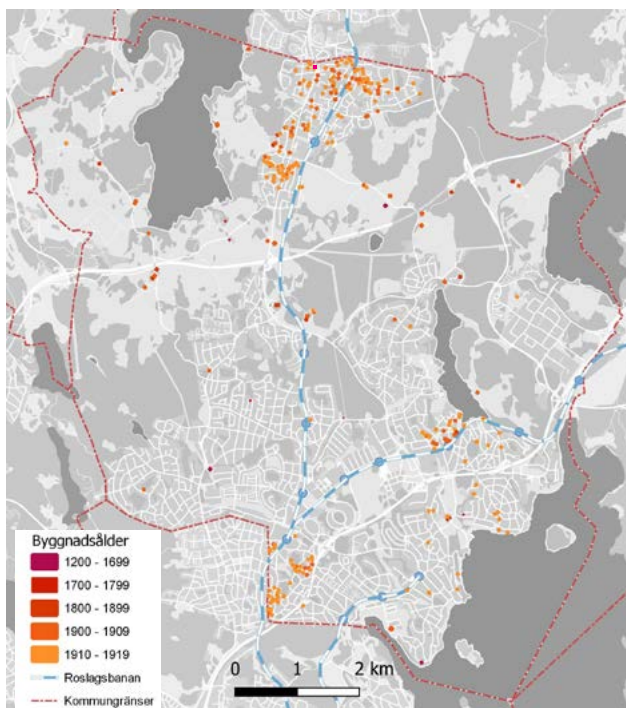 Byggnadsålder
1200 - 1699
1700 - 1799
1800 - 1899
1900 - 1909
1910 - 1919
Roslagsbanan
Kommungränser
0 1 2 km